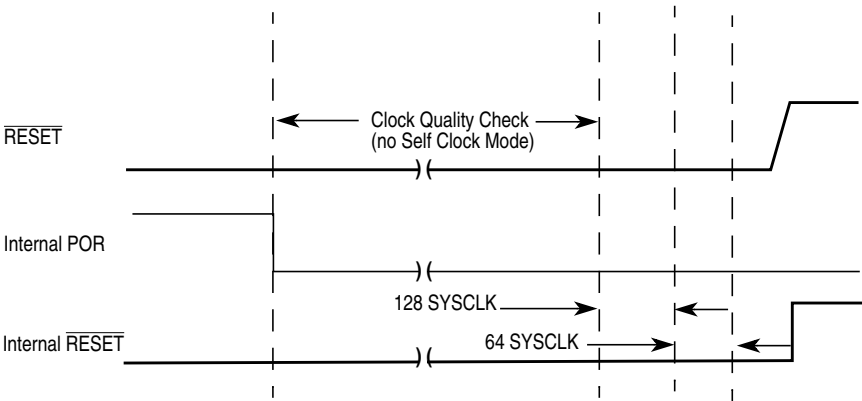 RESET
Clock Quality Check
(no Self Clock Mode)
)(
Internal POR
)(
128 SYSCLK
Internal RESET
64 SYSCLK
)(